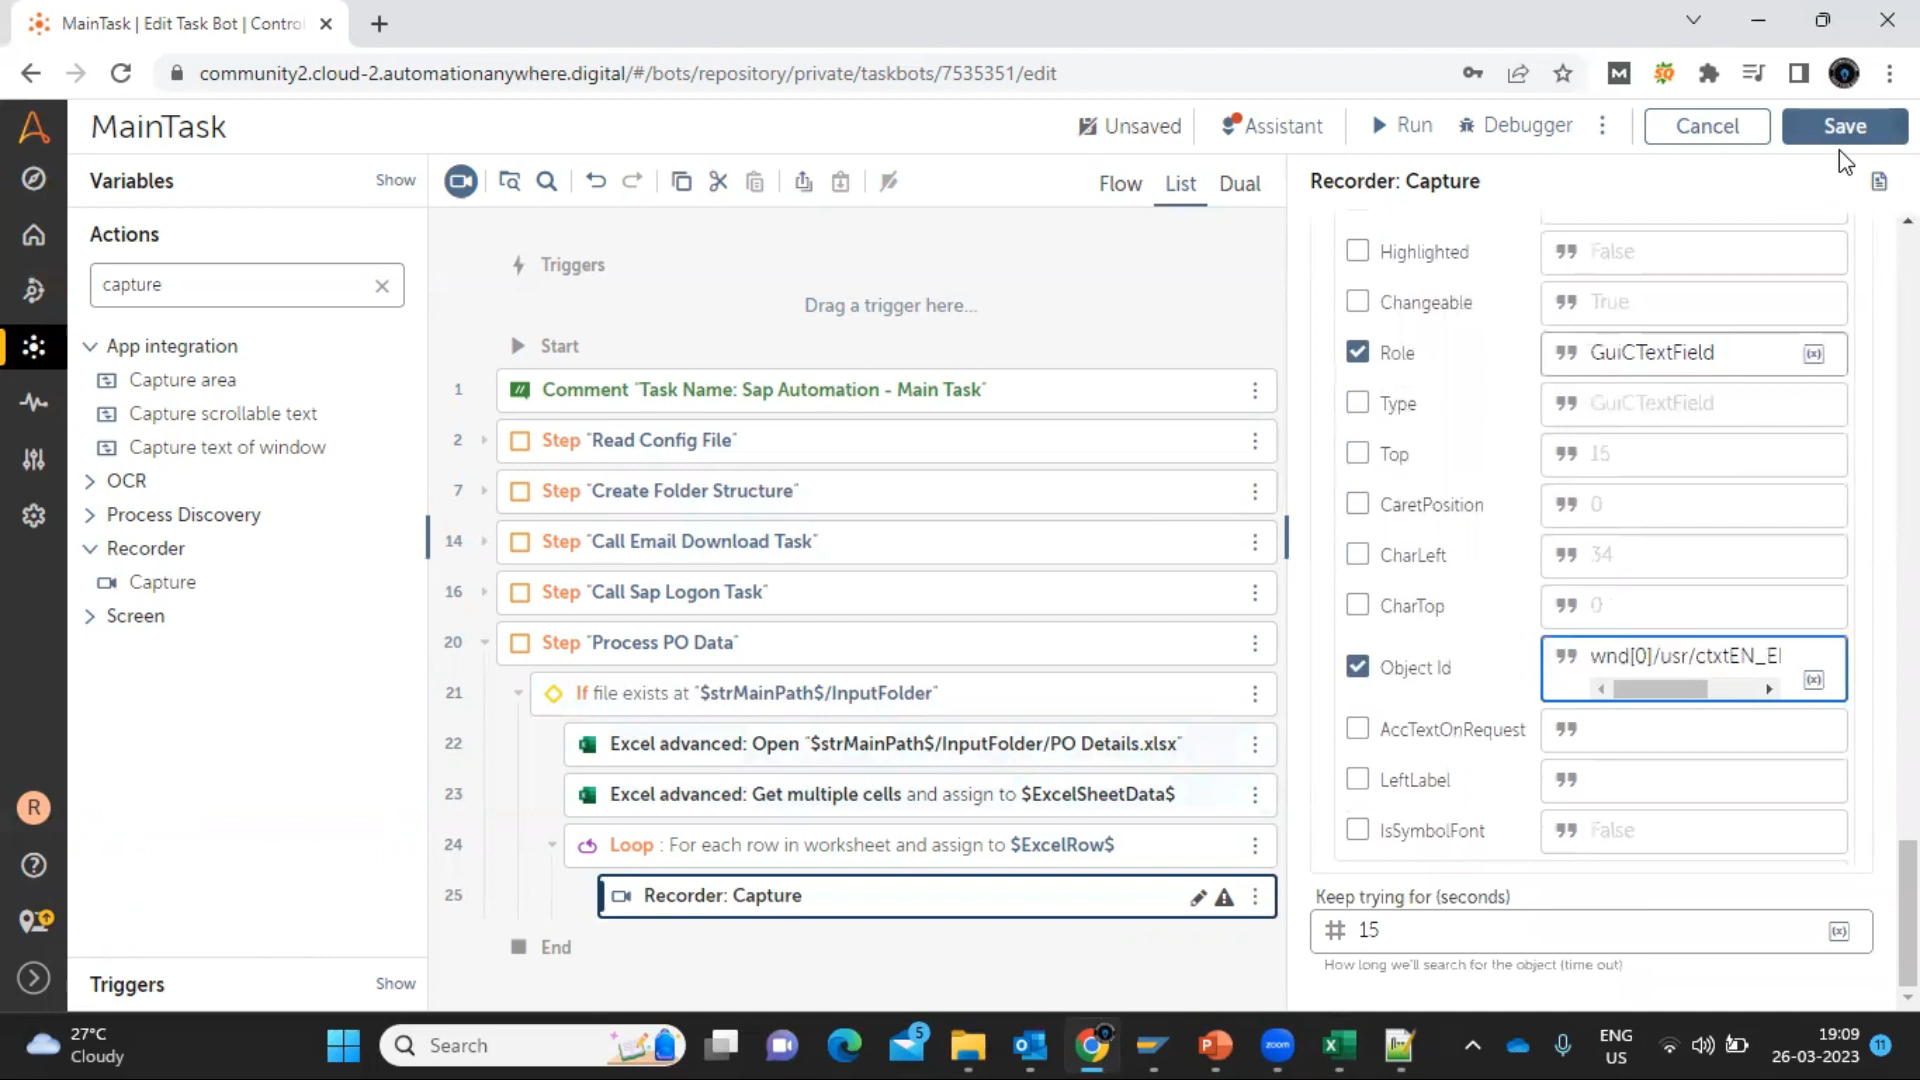 MainTask | Edit Task Bot | Contro
community2.cloud-2.automationanywhere.digital/#/bots/repository/private/taskbots/7535351/edit
MainTask
Unsaved
Assistant
Run
Debugger
Cancel
Save
Variables
Show
Flow
List
Dual
Recorder: Capture
Actions
capture
App integration
Capture area
Capture scrollable text
Capture text of window
OCR
Process Discovery
Recorder
Capture
Screen
Triggers
Show
Triggers
Drag a trigger here...
Start
1 Comment "Task Name: Sap Automation - Main Task"
2 Step "Read Config File"
7 Step "Create Folder Structure"
14 Step "Call Email Download Task"
16 Step "Call Sap Logon Task"
20 Step "Process PO Data"
21 If file exists at "$strMainPath$/InputFolder"
22 Excel advanced: Open "$strMainPath$/InputFolder/PO Details.xlsx"
23 Excel advanced: Get multiple cells and assign to $ExcelSheetData$
24 Loop : For each row in worksheet and assign to $ExcelRow$
25 Recorder: Capture
End
Highlighted False
Changeable True
Role GuiCTextField (x)
Type GuiCTextField
Top 15
CaretPosition 0
CharLeft 34
CharTop 0
Object Id wnd[0]/usr/ctxtEN_E (x)
AccTextOnRequest
LeftLabel
IsSymbolFont False
Keep trying for (seconds)
# 15 (x)
How long we'll search for the object (time out)
R
27°C
Cloudy
Search
5
zoom
ENG
US
19:09
26-03-2023
11